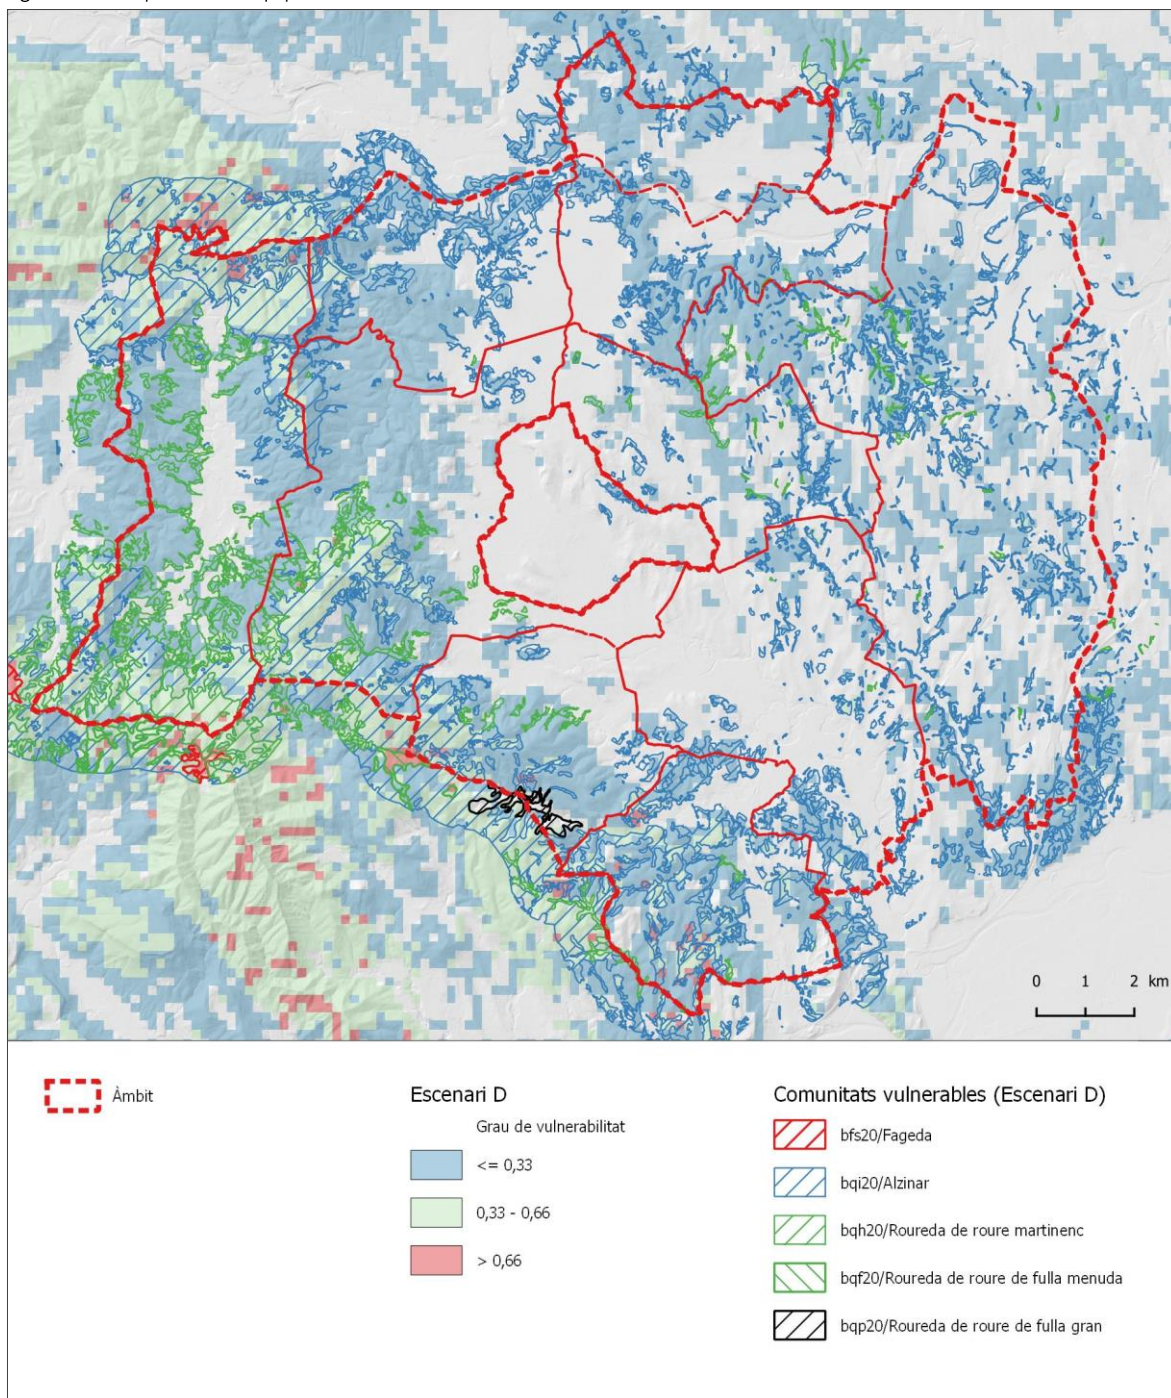 0 1 2 km
Àmbit
Escenari D
Grau de vulnerabilitat
<= 0,33
0,33 - 0,66
> 0,66
Comunitats vulnerables (Escenari D)
bfs20/Fageda
bqi20/Alzinar
bqh20/Roureda de roure martinenc
bqf20/Roureda de roure de fulla menuda
bqp20/Roureda de roure de fulla gran